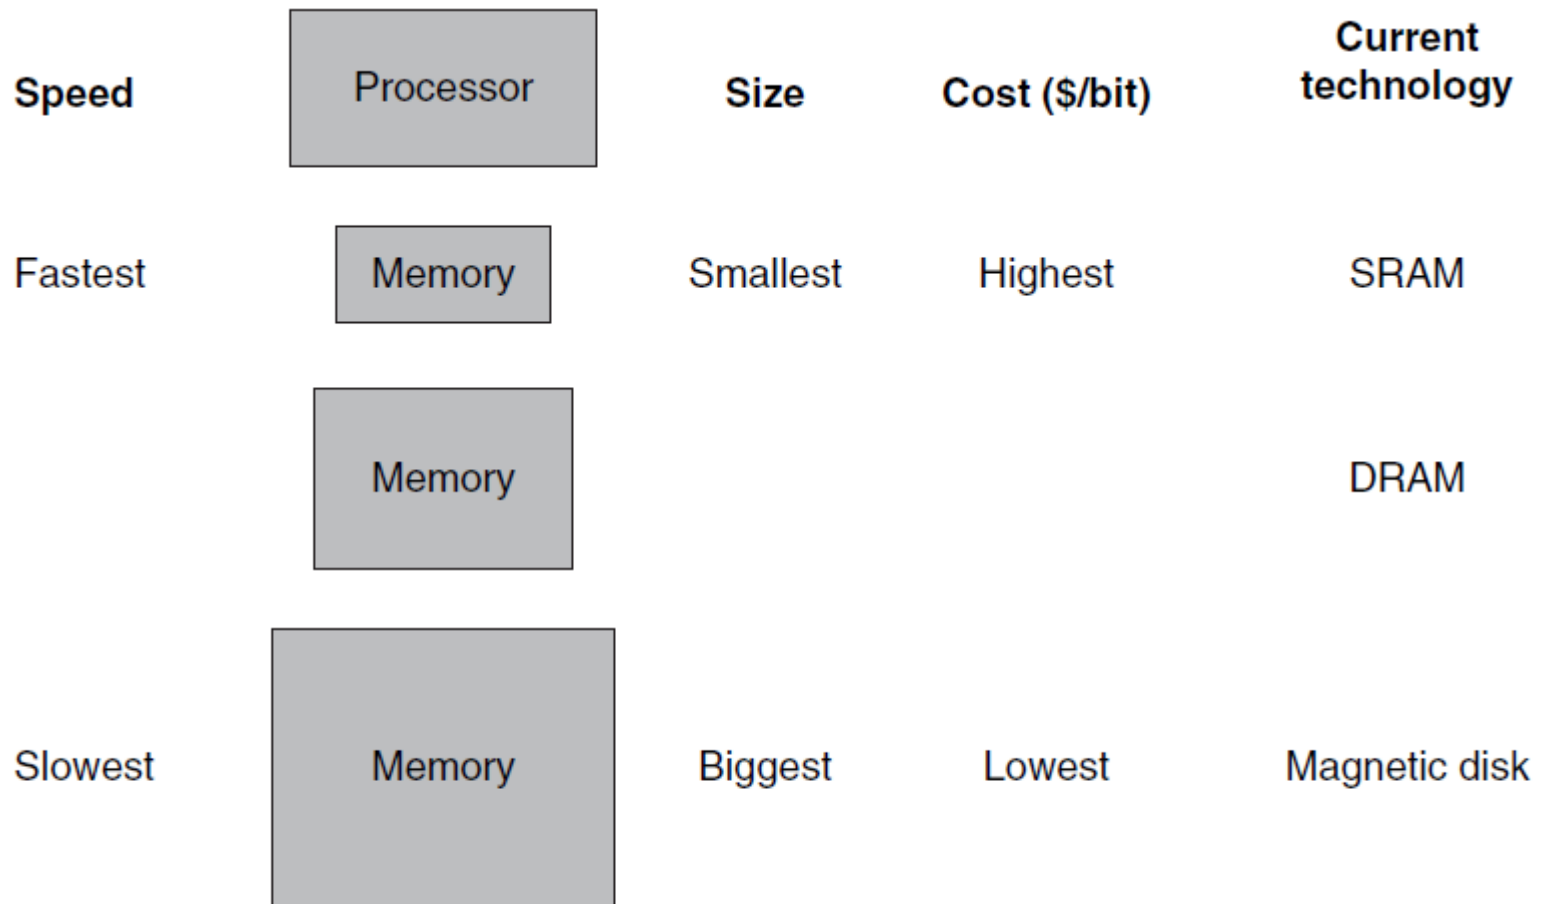 Speed Processor Size Cost ($/bit) Current
technology
Fastest Memory Smallest Highest SRAM
Memory DRAM
Slowest Memory Biggest Lowest Magnetic disk